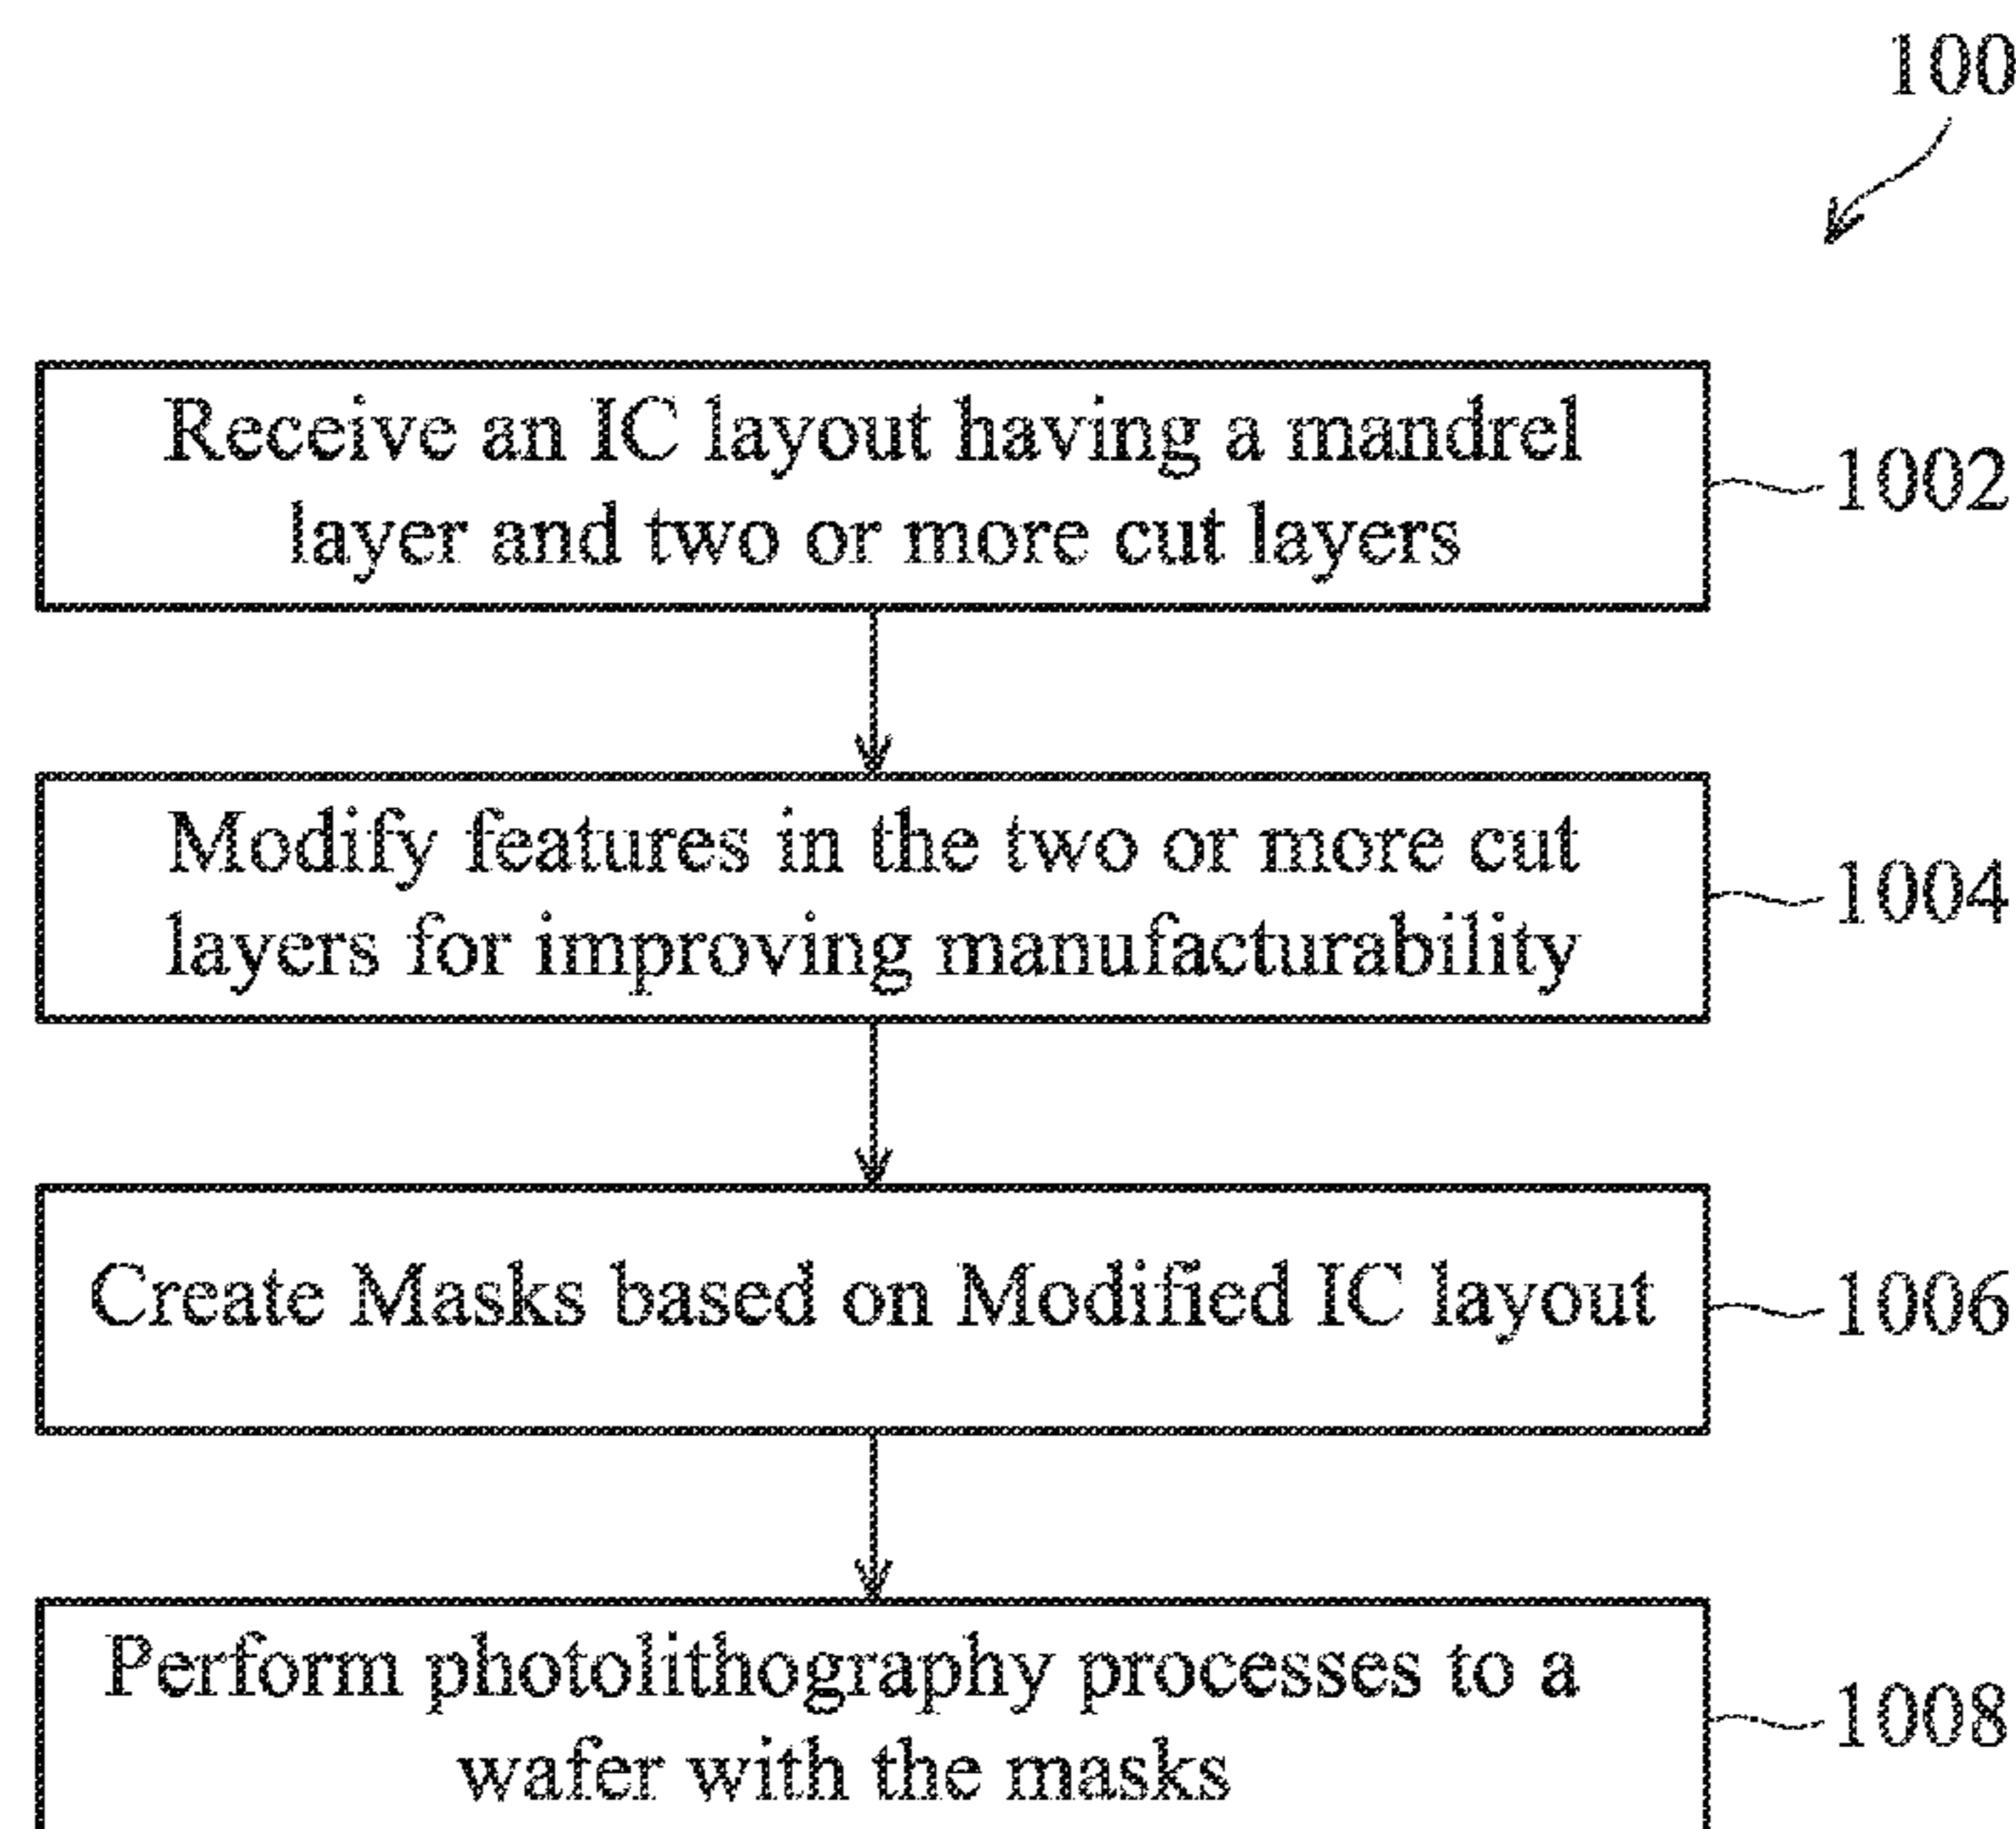 100
Receive an IC layout having a mandrel
layer and two or more cut layers
1002
Modify features in the two or more cut
layers for improving manufacturability
1004
Create Masks based on Modified IC layout
1006
Perform photolithography processes to a
wafer with the masks
1008